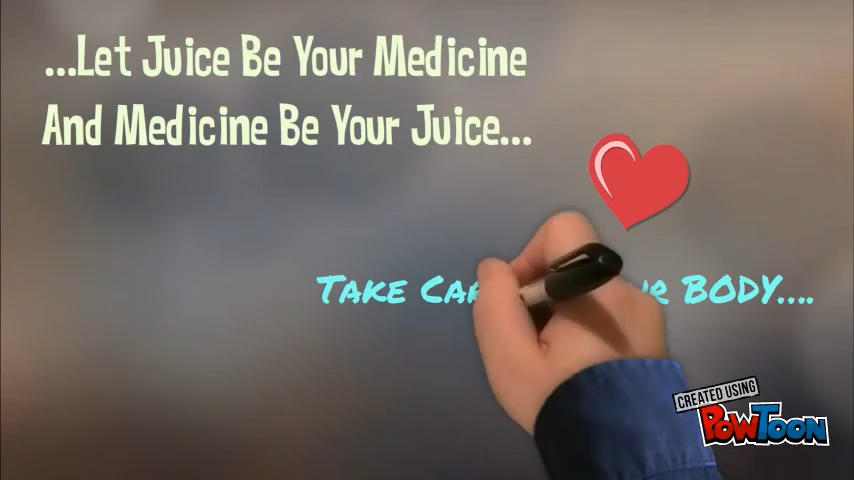 ...Let Juice Be Your Medicine
And Medicine Be Your Juice...
Take BODY....
CREATED USING
POWTOON